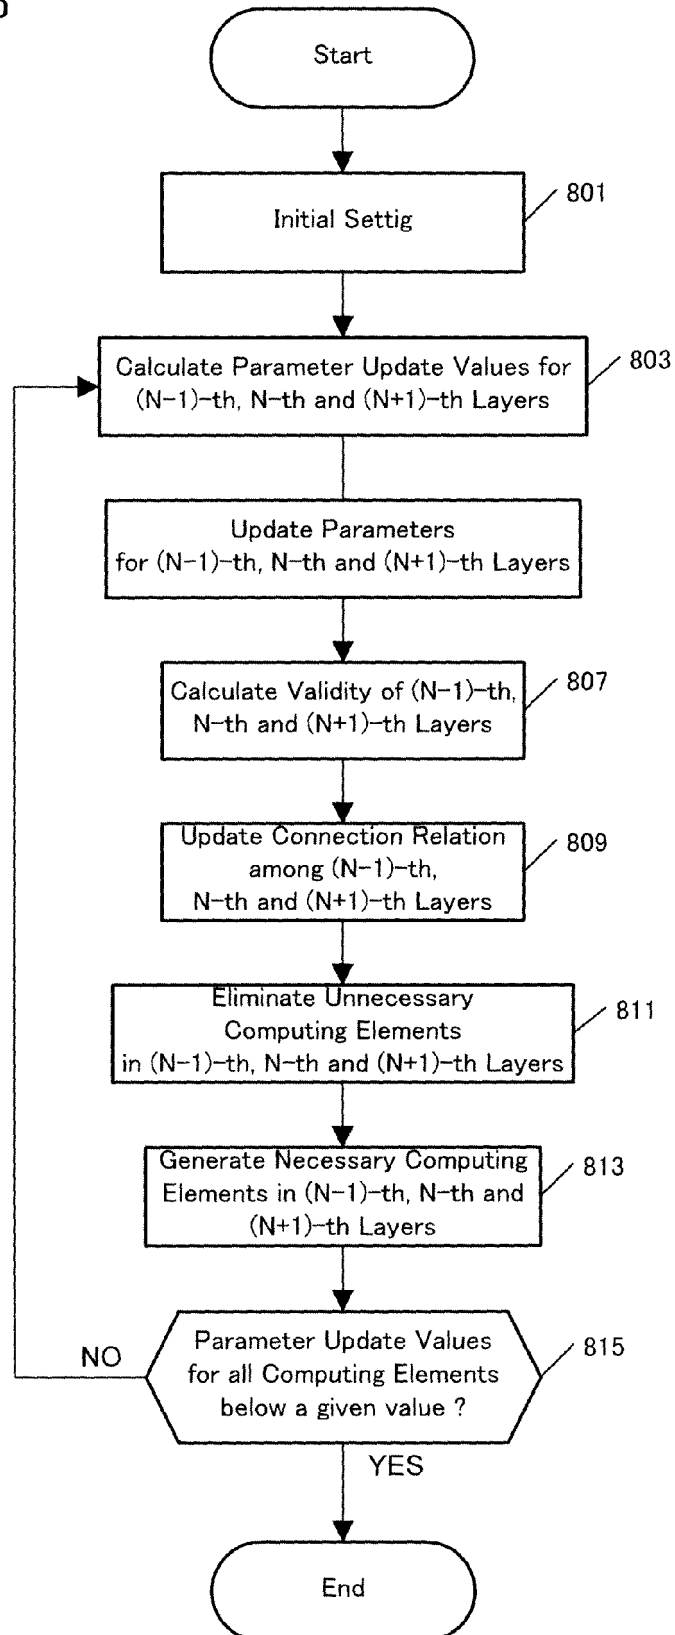 Start
Initial Settig
801
Calculate Parameter Update Values for
(N-1)-th, N-th and (N+1)-th Layers
803
Update Parameters
for (N-1)-th, N-th and (N+1)-th Layers
Calculate Validity of (N-1)-th,
N-th and (N+1)-th Layers
807
Update Connection Relation
among (N-1)-th,
N-th and (N+1)-th Layers
809
Eliminate Unnecessary
Computing Elements
in (N-1)-th, N-th and (N+1)-th Layers
811
Generate Necessary Computing
Elements in (N-1)-th, N-th and
(N+1)-th Layers
813
Parameter Update Values
for all Computing Elements
below a given value ?
815
NO
YES
End